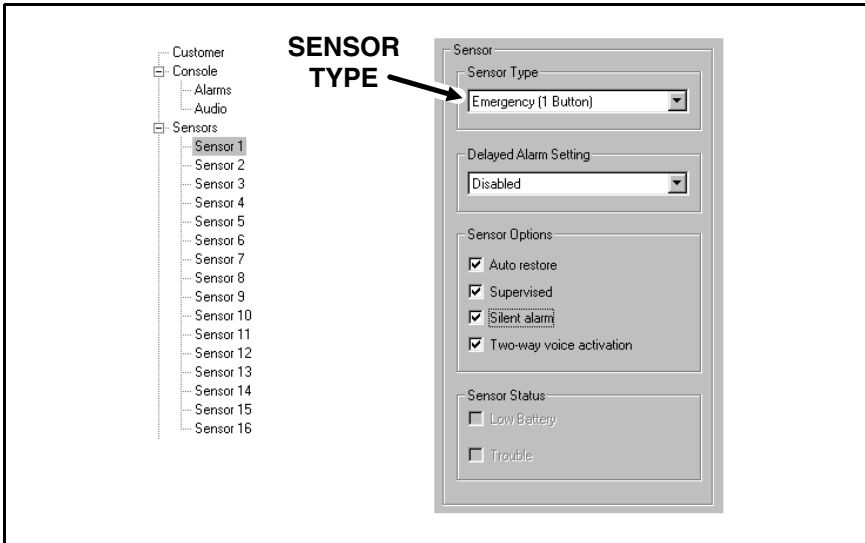 Customer
Console
Alarms
Audio
Sensors
Sensor 1
Sensor 2
Sensor 3
Sensor 4
Sensor 5
Sensor 6
Sensor 7
Sensor 8
Sensor 9
Sensor 10
Sensor 11
Sensor 12
Sensor 13
Sensor 14
Sensor 15
Sensor 16
SENSOR
TYPE
Sensor
Sensor Type
Emergency (1 Button)
Delayed Alarm Setting
Disabled
Sensor Options
Auto restore
Supervised
Silent alarm
Two-way voice activation
Sensor Status
Low Battery
Trouble